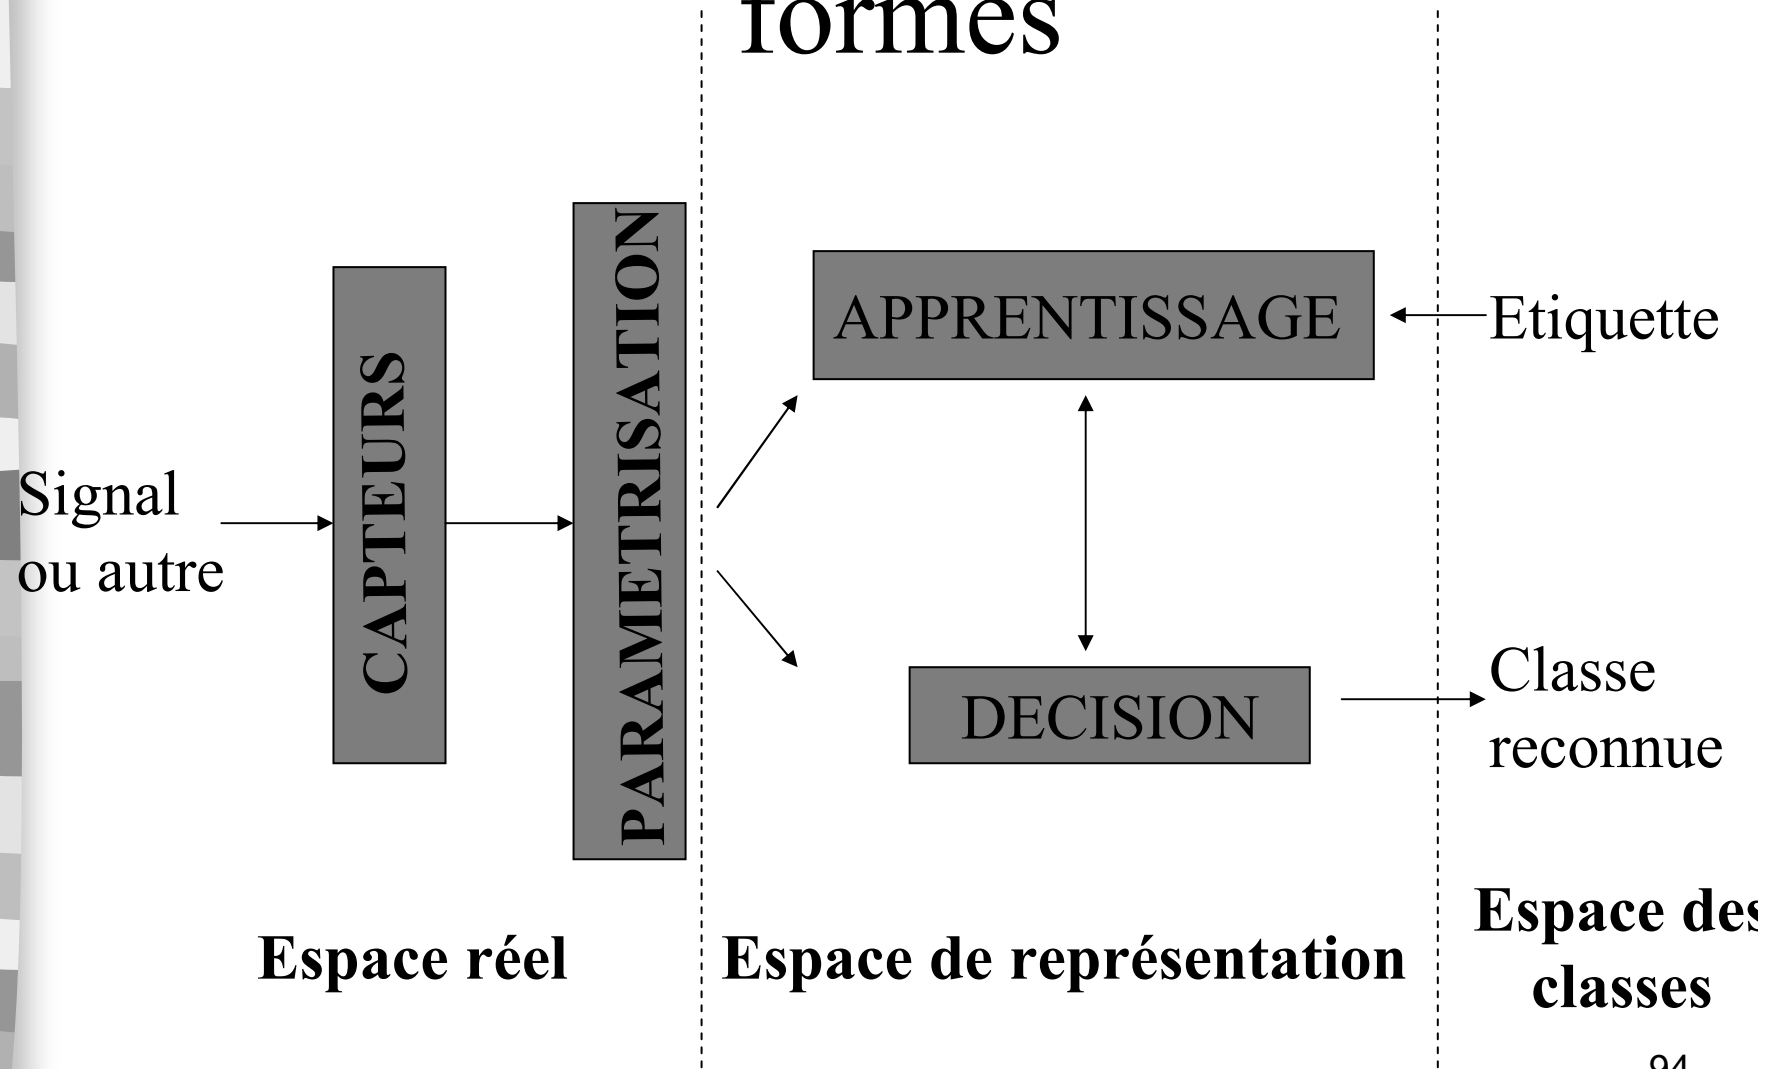 formes
APPRENTISSAGE
Etiquette
CAPTEURS
PARAMETRISATION
Signal
ou autre
DECISION
Classe
reconnue
Espace réel
Espace de représentation
Espace des
classes
94